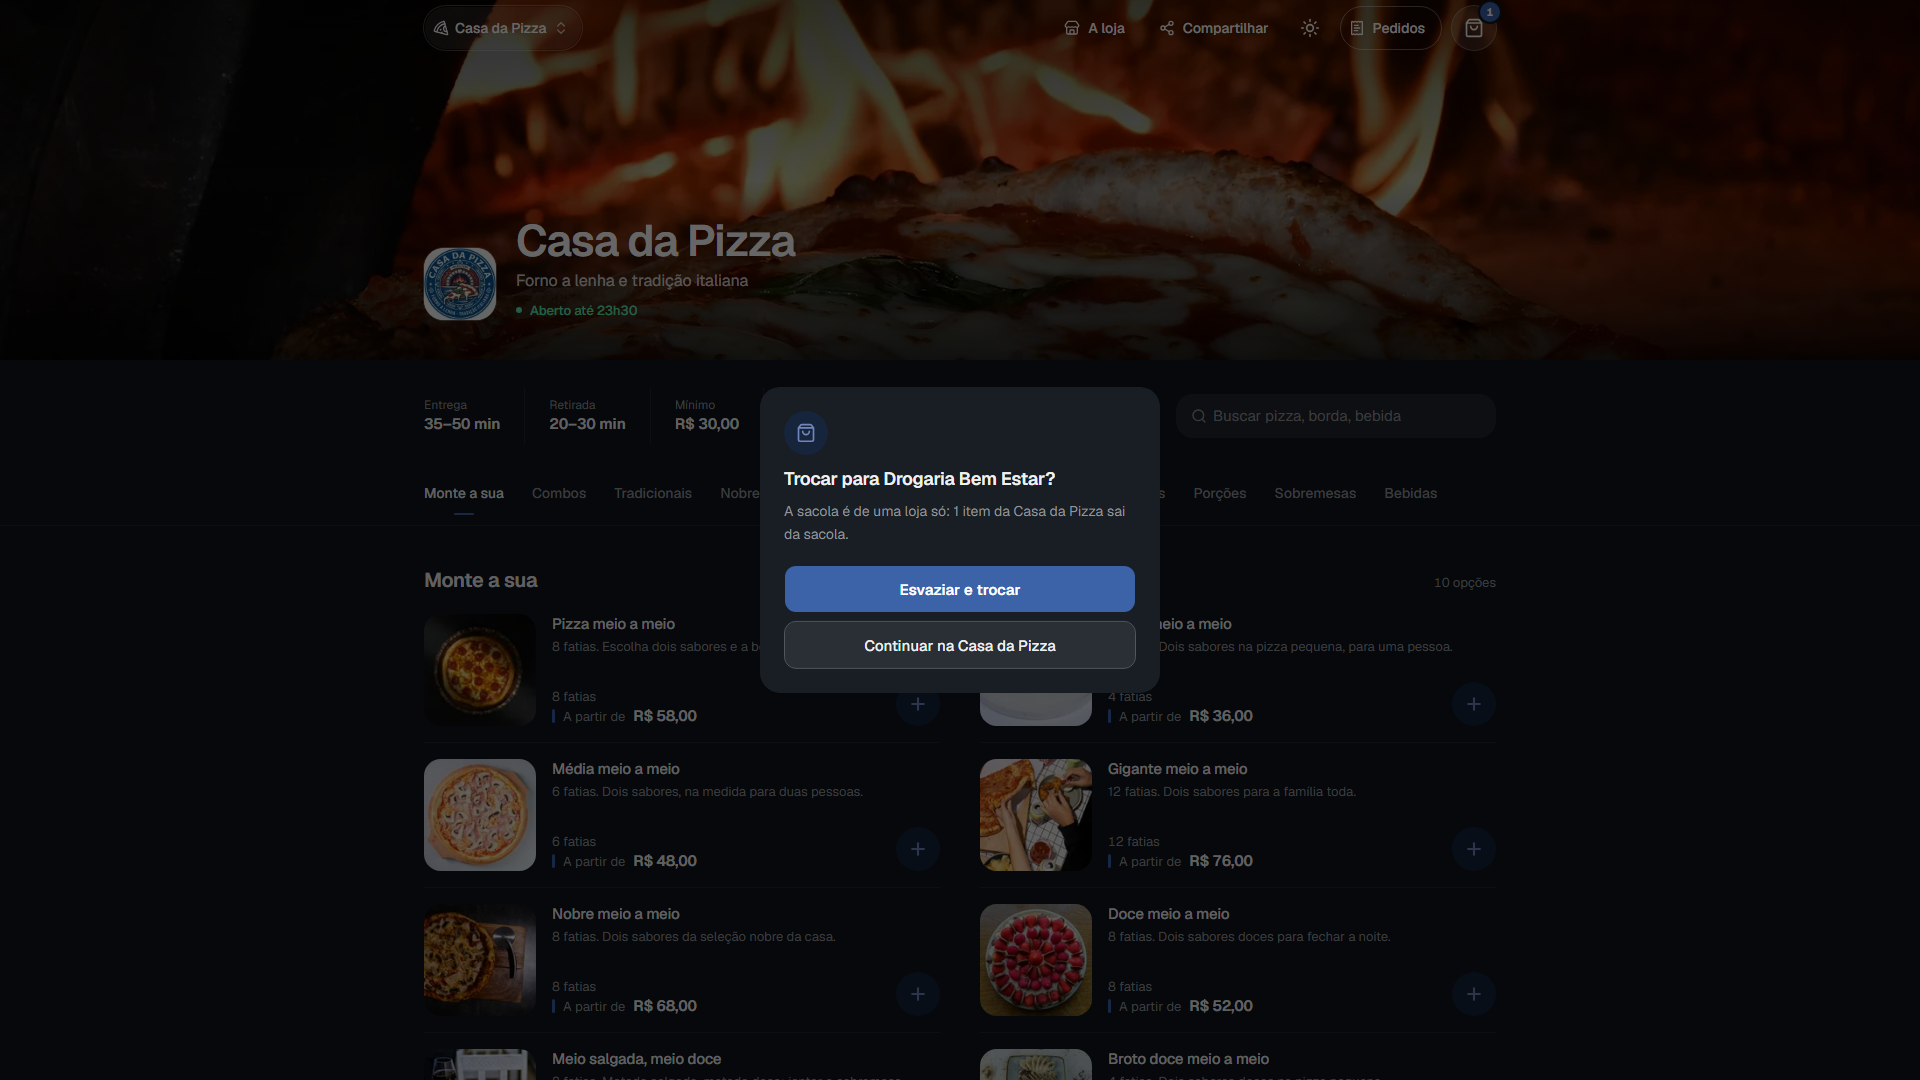 Casa da Pizza
A loja
Compartilhar
Pedidos
1
Casa da Pizza
Forno a lenha e tradição italiana
Aberto até 23h30
CASA DA PIZZA
Entrega
35–50 min
Retirada
20–30 min
Mínimo
R$ 30,00
Buscar pizza, borda, bebida
Monte a sua
Combos
Tradicionais
Nobre
s
Porções
Sobremesas
Bebidas
Trocar para Drogaria Bem Estar?
A sacola é de uma loja só: 1 item da Casa da Pizza sai
da sacola.
Esvaziar e trocar
Continuar na Casa da Pizza
Monte a sua
10 opções
Pizza meio a meio
8 fatias. Escolha dois sabores e a b
8 fatias
A partir de R$ 58,00
eio a meio
Dois sabores na pizza pequena, para uma pessoa.
4 fatias
A partir de R$ 36,00
Média meio a meio
6 fatias. Dois sabores, na medida para duas pessoas.
6 fatias
A partir de R$ 48,00
Gigante meio a meio
12 fatias. Dois sabores para a família toda.
12 fatias
A partir de R$ 76,00
Nobre meio a meio
8 fatias. Dois sabores da seleção nobre da casa.
8 fatias
A partir de R$ 68,00
Doce meio a meio
8 fatias. Dois sabores doces para fechar a noite.
8 fatias
A partir de R$ 52,00
Meio salgada, meio doce
Broto doce meio a meio